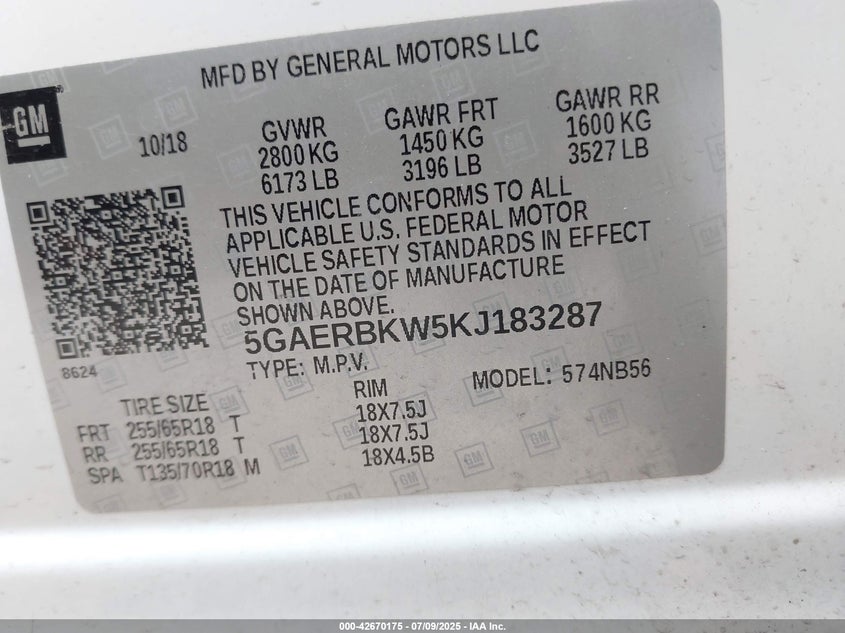 MFD BY GENERAL MOTORS LLC
GM
10/18
GVWR
2800 KG
6173 LB
GAWR FRT
1450 KG
3196 LB
GAWR RR
1600 KG
3527 LB
THIS VEHICLE CONFORMS TO ALL
APPLICABLE U.S. FEDERAL MOTOR
VEHICLE SAFETY STANDARDS IN EFFECT
ON THE DATE OF MANUFACTURE
SHOWN ABOVE.
5GAERBKW5KJ183287
8624
TYPE: M.P.V.
MODEL: 574NB56
TIRE SIZE RIM
FRT 255/65R18 T 18X7.5J
RR 255/65R18 T 18X7.5J
SPA T135/70R18 M 18X4.5B
000-42670175 - 07/09/2025 - IAA Inc.